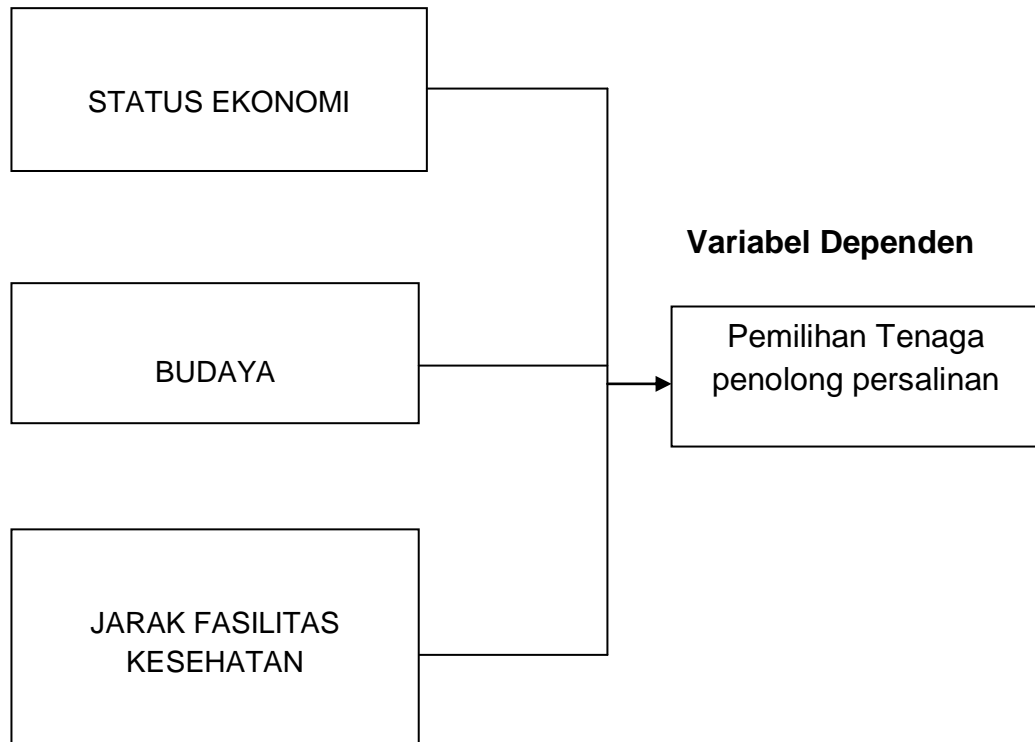 STATUS EKONOMI
BUDAYA
JARAK FASILITAS
KESEHATAN
Variabel Dependen
Pemilihan Tenaga
penolong persalinan